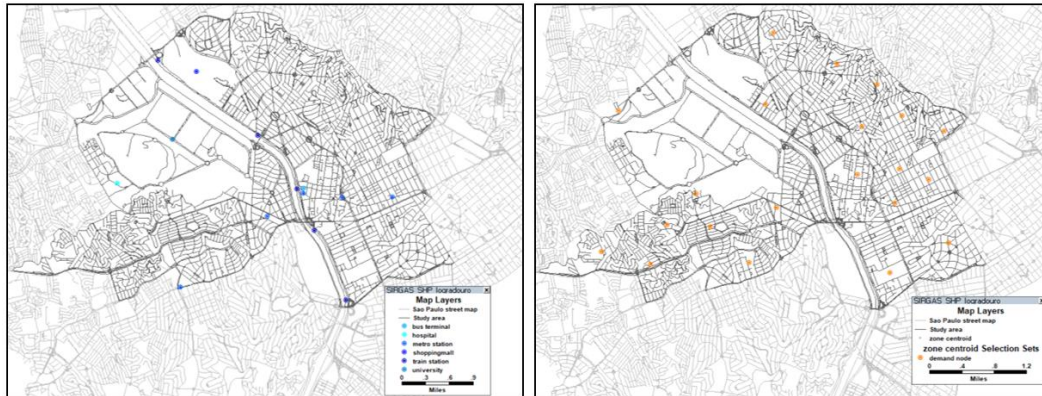 SIRGAS SHP logradouro
Map Layers
Sao Paulo street map
Study area
bus terminal
hospital
metro station
shoppingmall
train station
university
0 .3 .6 .9
Miles
SIRGAS SHP logradouro
Map Layers
Sao Paulo street map
Study area
zone centroid
zone centroid Selection Sets
demand node
0 .4 .8 1.2
Miles